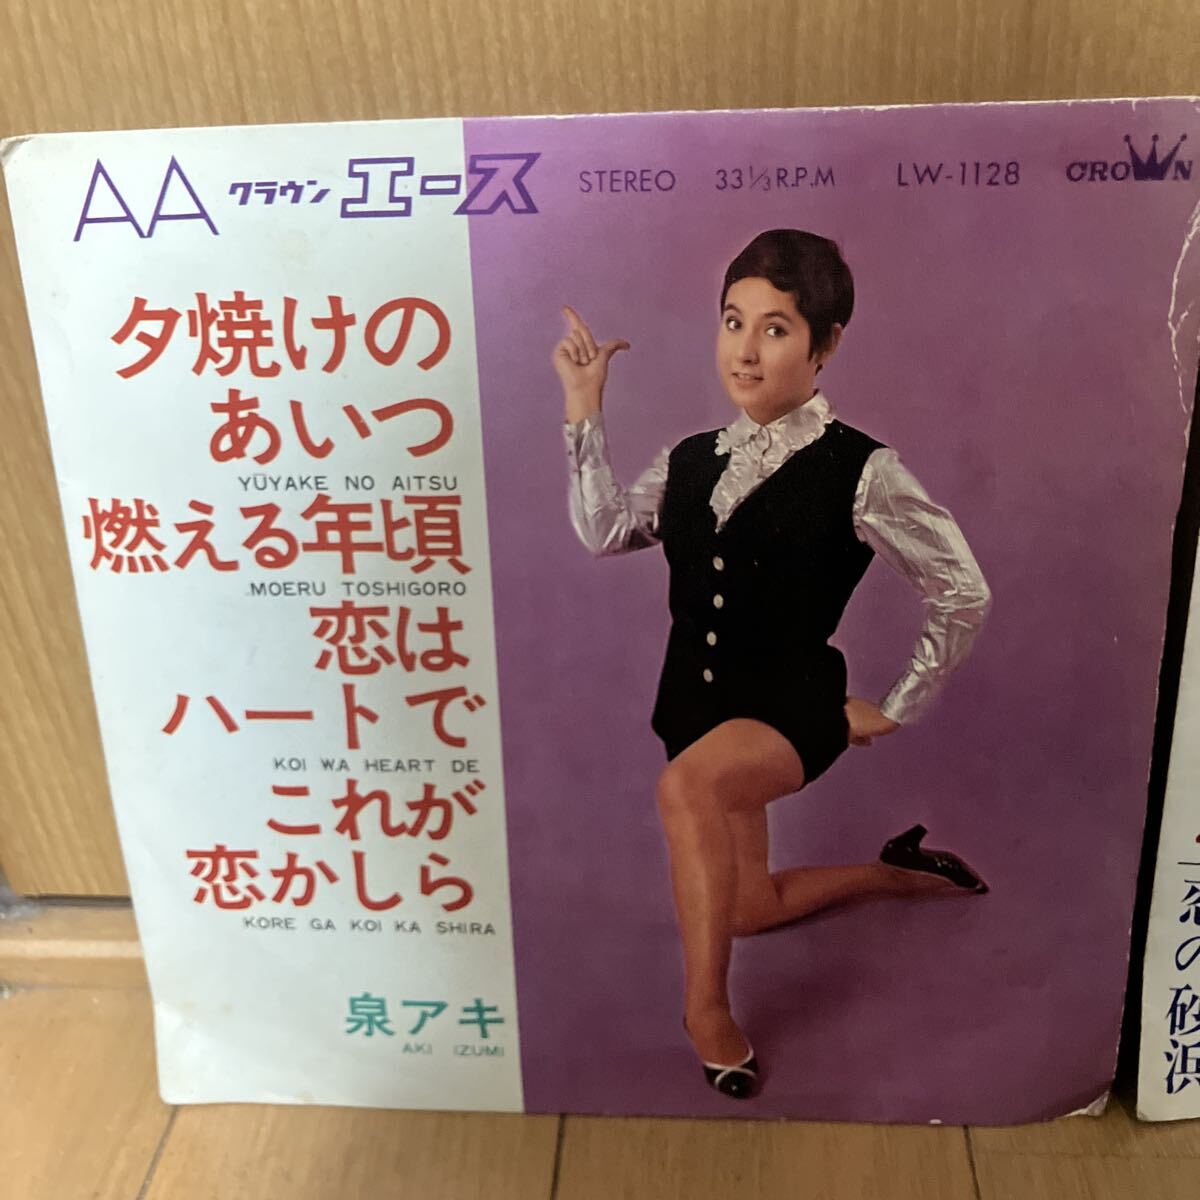 AA クラウン エース STEREO 33⅓ R.P.M LW-1128 CROWN
夕焼けの
あいつ
YŪYAKE NO AITSU
燃える年頃
MOERU TOSHIGORO
恋は
ハートで
KOI WA HEART DE
これが
恋かしら
KORE GA KOI KA SHIRA
泉アキ
AKI IZUMI
恋の砂浜